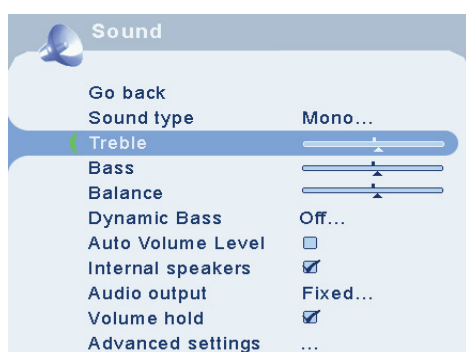 Sound
Go back
Sound type Mono...
Treble
Bass
Balance
Dynamic Bass Off...
Auto Volume Level
Internal speakers
Audio output Fixed...
Volume hold
Advanced settings ...